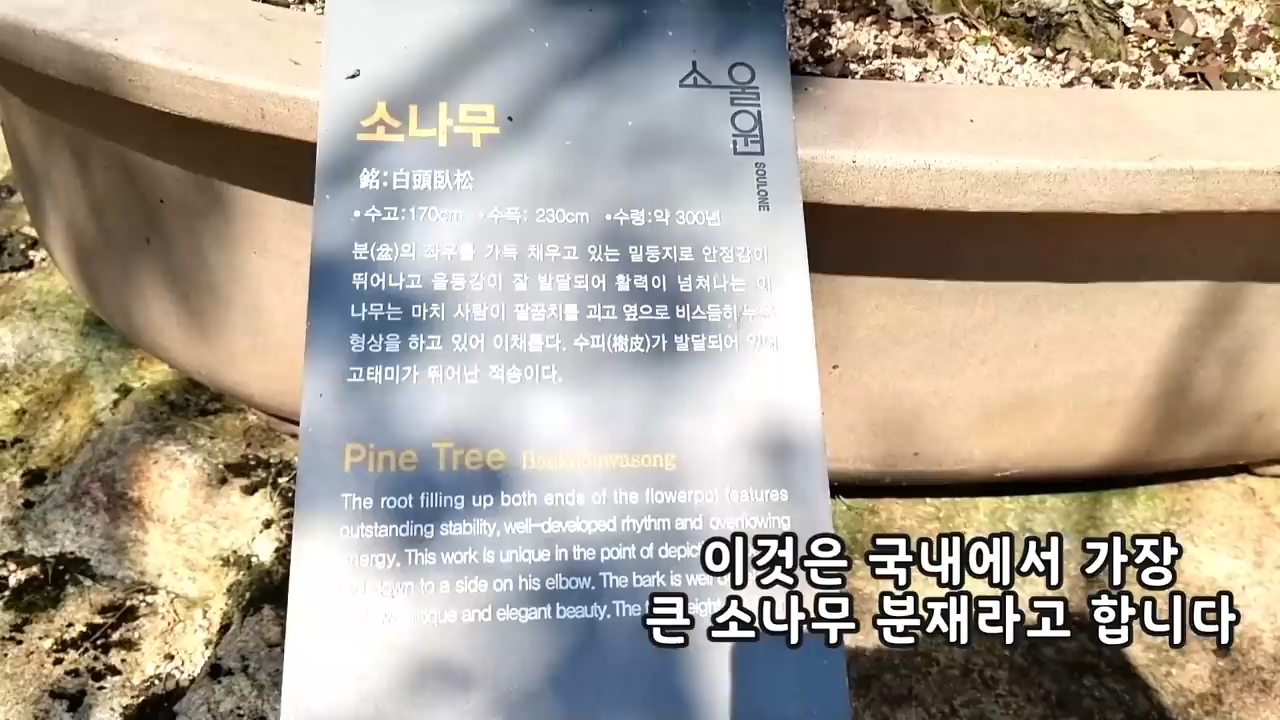 소나무
소울원
SOULONE
銘:白頭臥松
•수고:170cm •수폭: 230cm •수령:약 300년
분(盆)의 좌우를 가득 채우고 있는 밑둥지로 안정감이
뛰어나고 율동감이 잘 발달되어 활력이 넘쳐나는 이
나무는 마치 사람이 팔꿈치를 괴고 옆으로 비스듬히
형상을 하고 있어 이채롭다. 수피(樹皮)가 발달되어
고태미가 뛰어난 적송이다.
Pine Tree
The root filling up both ends of the flowerpot features
outstanding stability, well-developed rhythm and overflowing
energy. This work is unique in the point of
down to a side on his elbow. The bark is well
and elegant beauty. The
이것은 국내에서 가장
큰 소나무 분재라고 합니다